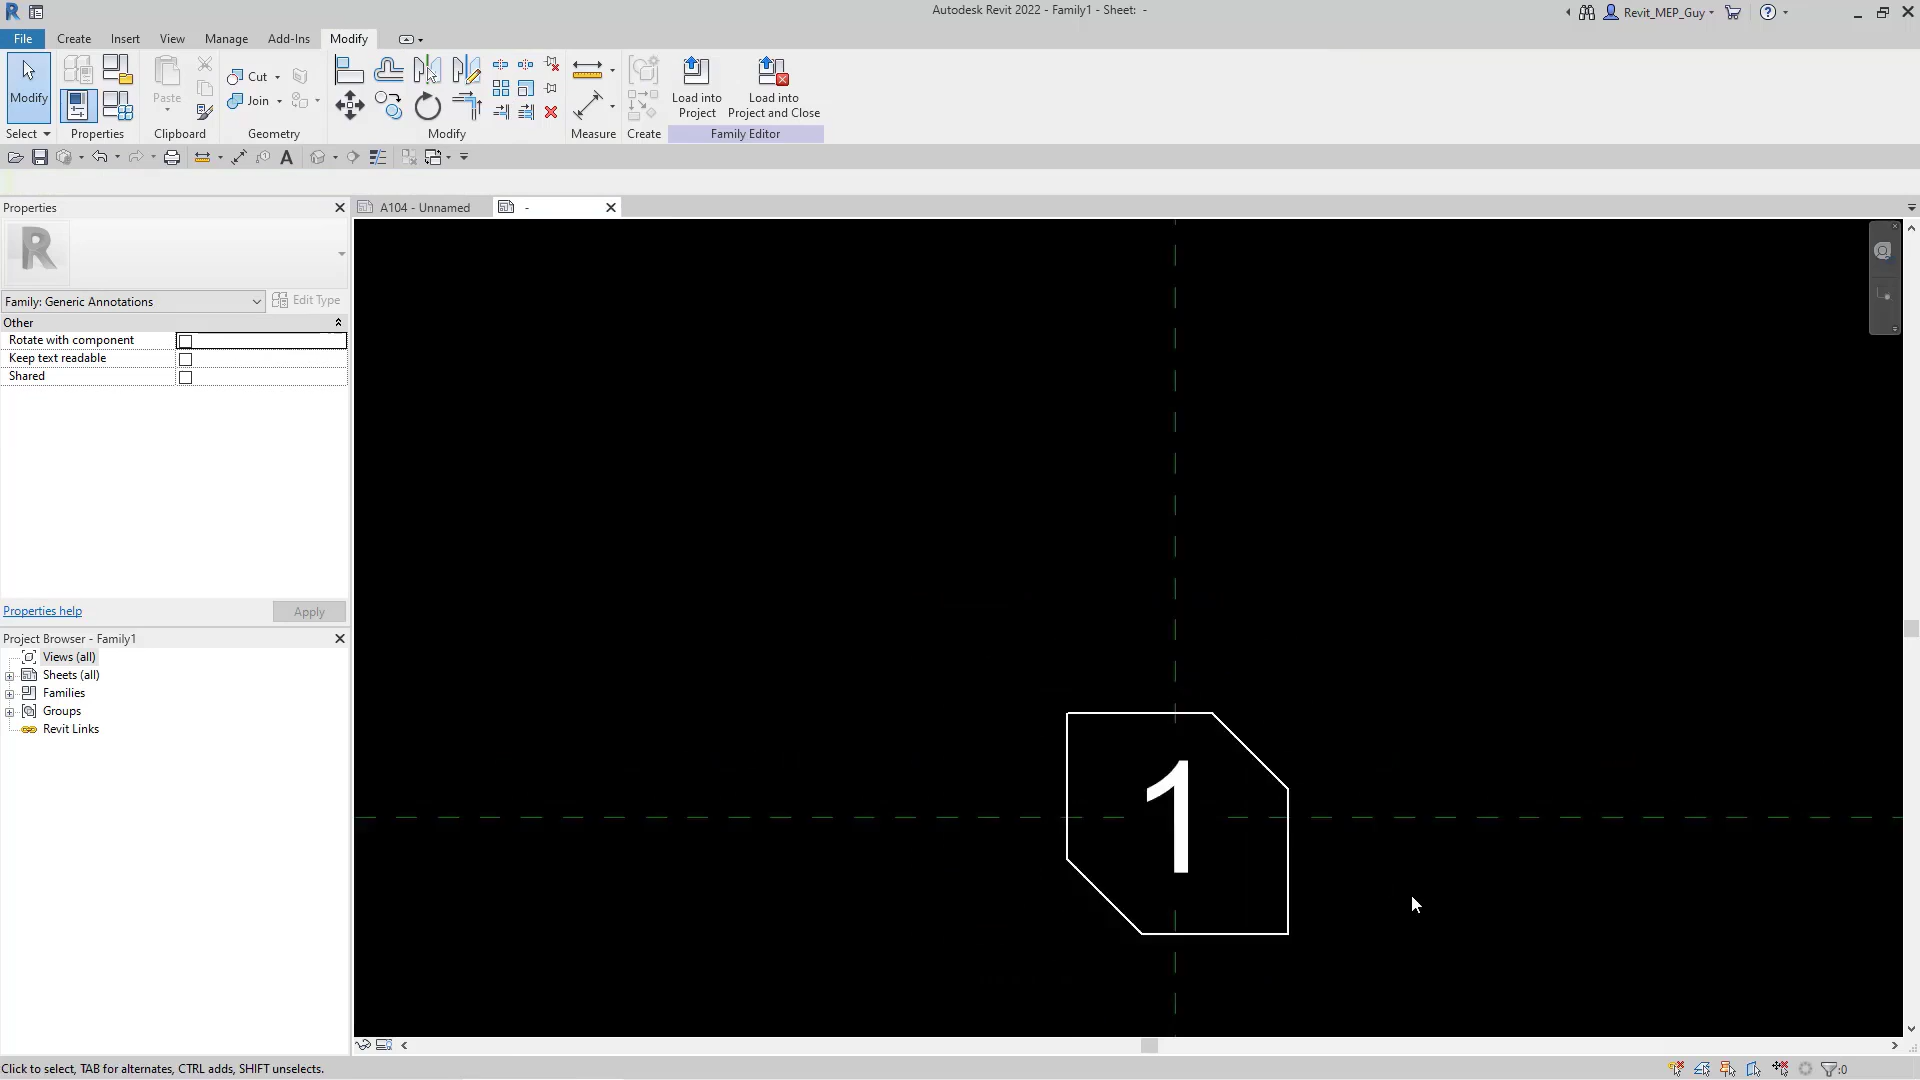 Autodesk Revit 2022 - Family1 - Sheet: -
Revit_MEP_Guy
File Create Insert View Manage Add-Ins Modify
Modify
Paste
Cut
Join
Load into Project
Load into Project and Close
Select Properties Clipboard Geometry Modify Measure Create Family Editor
Properties
A104 - Unnamed
-
Family: Generic Annotations
Edit Type
Other
Rotate with component
Keep text readable
Shared
Properties help
Apply
Project Browser - Family1
Views (all)
Sheets (all)
Families
Groups
Revit Links
1
Click to select, TAB for alternates, CTRL adds, SHIFT unselects.
:0